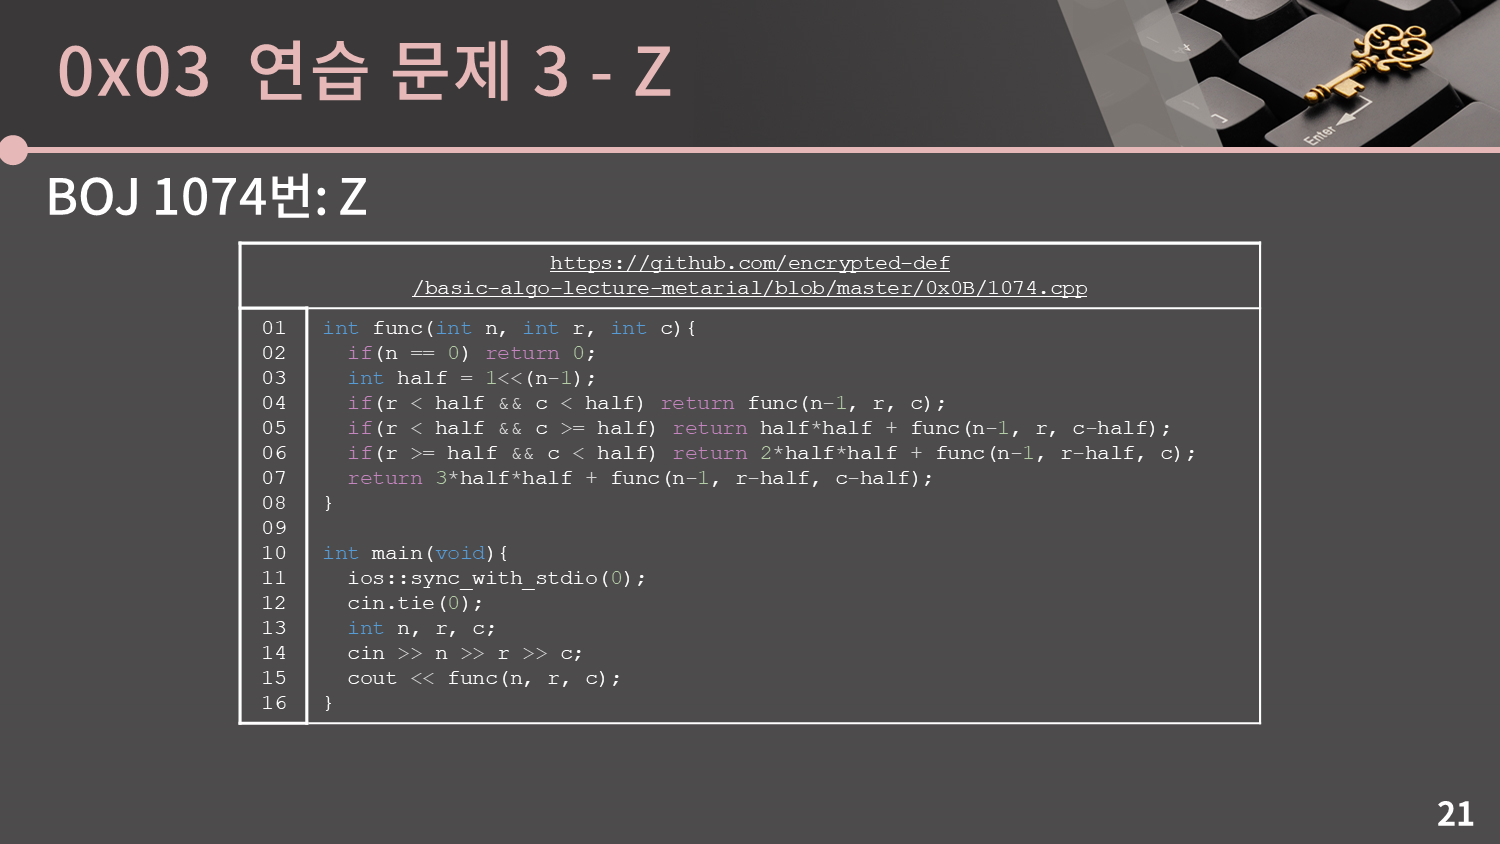 0x03 연습 문제 3 - Z
Enter
BOJ 1074번: Z
https://github.com/encrypted-def
/basic-algo-lecture-metarial/blob/master/0x0B/1074.cpp
01 int func(int n, int r, int c){
02   if(n == 0) return 0;
03   int half = 1<<(n-1);
04   if(r < half && c < half) return func(n-1, r, c);
05   if(r < half && c >= half) return half*half + func(n-1, r, c-half);
06   if(r >= half && c < half) return 2*half*half + func(n-1, r-half, c);
07   return 3*half*half + func(n-1, r-half, c-half);
08 }
09
10 int main(void){
11   ios::sync_with_stdio(0);
12   cin.tie(0);
13   int n, r, c;
14   cin >> n >> r >> c;
15   cout << func(n, r, c);
16 }
21